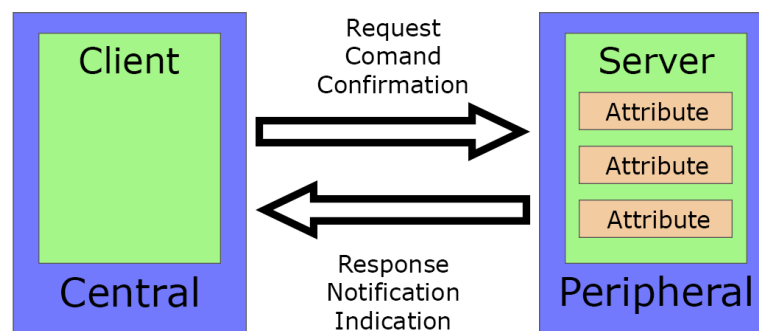 Client
Central
Request
Comand
Confirmation
Response
Notification
Indication
Server
Attribute
Attribute
Attribute
Peripheral